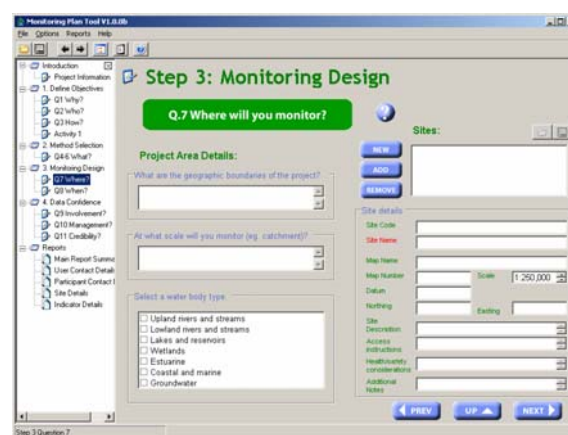 Monitoring Plan Tool V1.0.0b
File Options Reports Help
Introduction
Project Information
1. Define Objectives
Q1 Why?
Q2 Who?
Q3 How?
Activity 1
2. Method Selection
Q4-6 What?
3. Monitoring Design
Q7 Where?
Q8 When?
4. Data Confidence
Q9 Involvement?
Q10 Management?
Q11 Credibility?
Reports
Main Report Summa
User Contact Detail
Participant Contact I
Site Details
Indicator Details
Step 3: Monitoring Design
Q.7 Where will you monitor?
Project Area Details:
What are the geographic boundaries of the project?
At what scale will you monitor (eg. catchment)?
Select a water body type
Upland rivers and streams
Lowland rivers and streams
Lakes and reservoirs
Wetlands
Estuarine
Coastal and marine
Groundwater
Sites:
NEW
ADD
REMOVE
Site details
Site Code
Site Name
Map Name
Map Number
Scale
1:250,000
Datum
Northing
Easting
Site Description
Access instructions
Health/safety considerations
Additional Notes
PREV
UP
NEXT
Step 3 Question 7